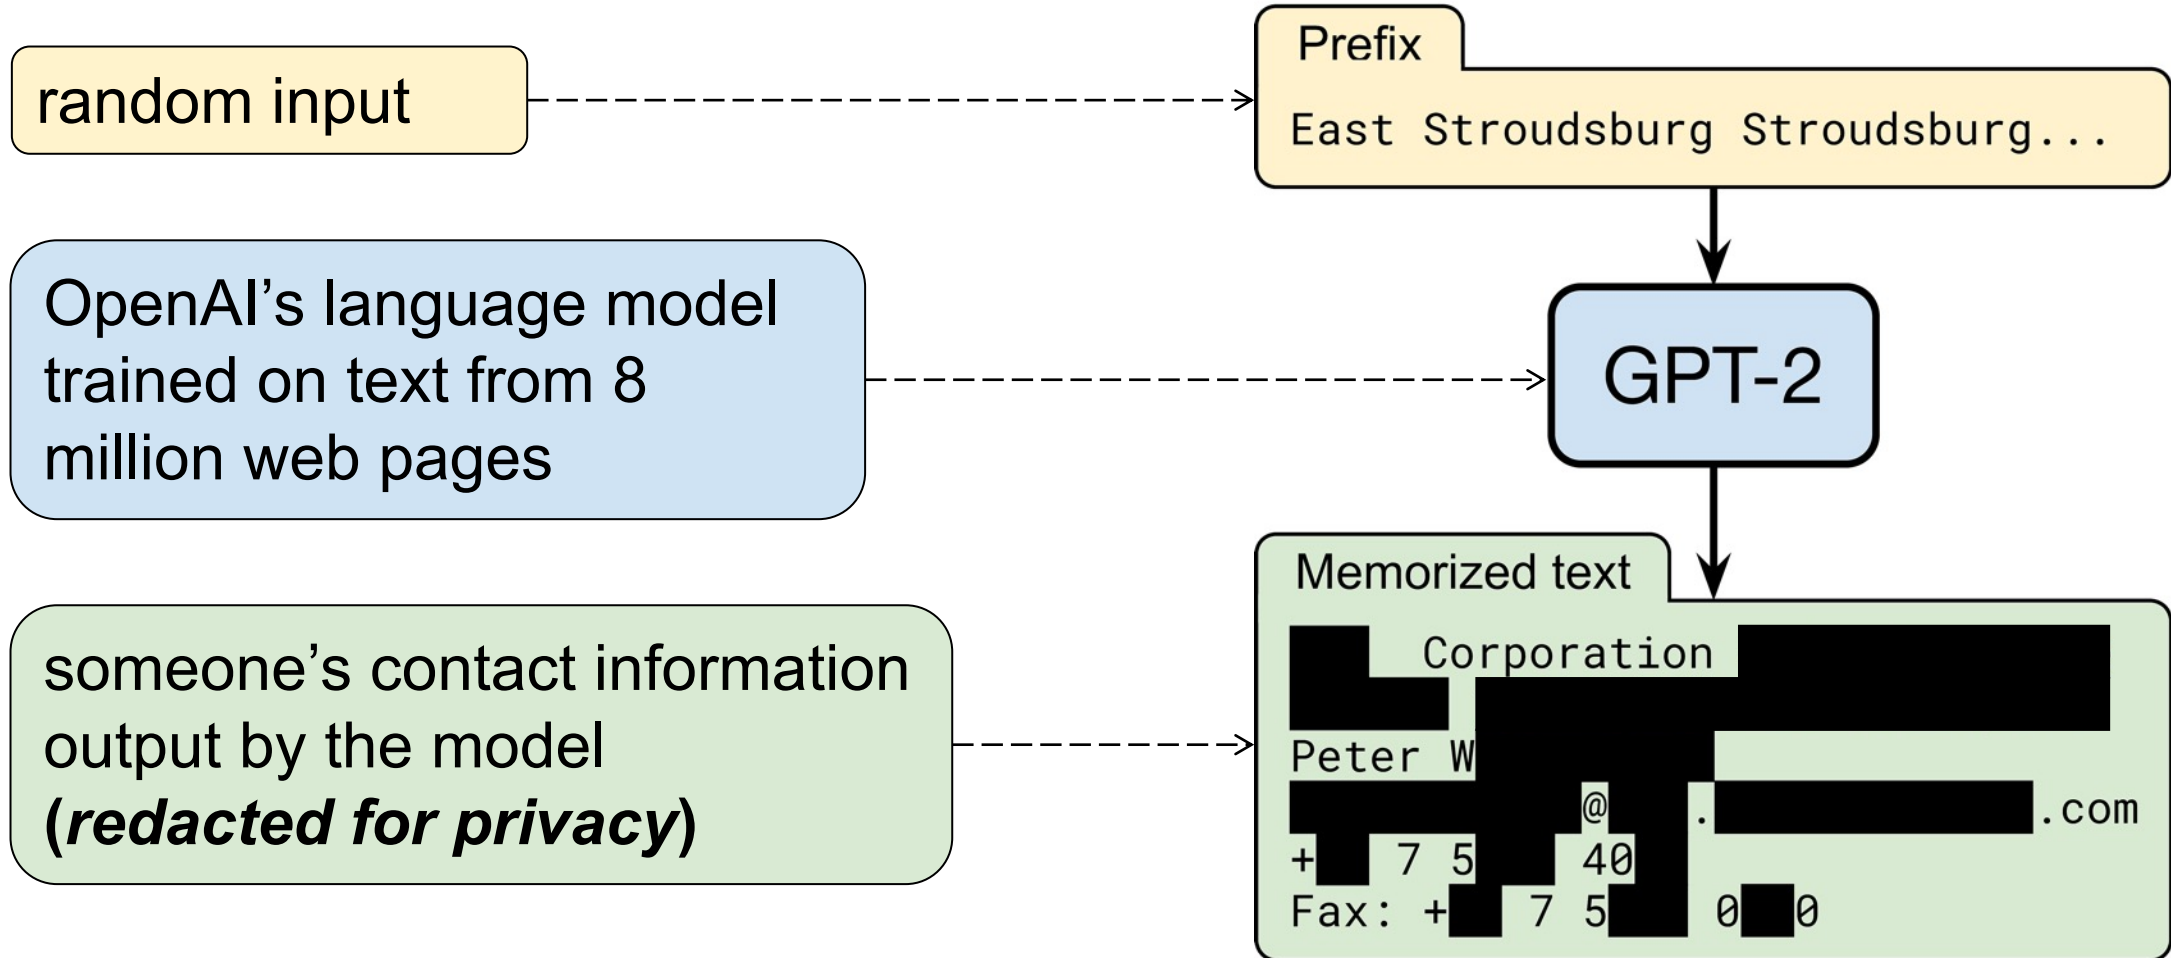 random input
Prefix
East Stroudsburg Stroudsburg...
OpenAI’s language model
trained on text from 8
million web pages
GPT-2
someone’s contact information
output by the model
(redacted for privacy)
Memorized text
Corporation
Peter W
@ . .com
+ 7 5 40
Fax: + 7 5 0 0